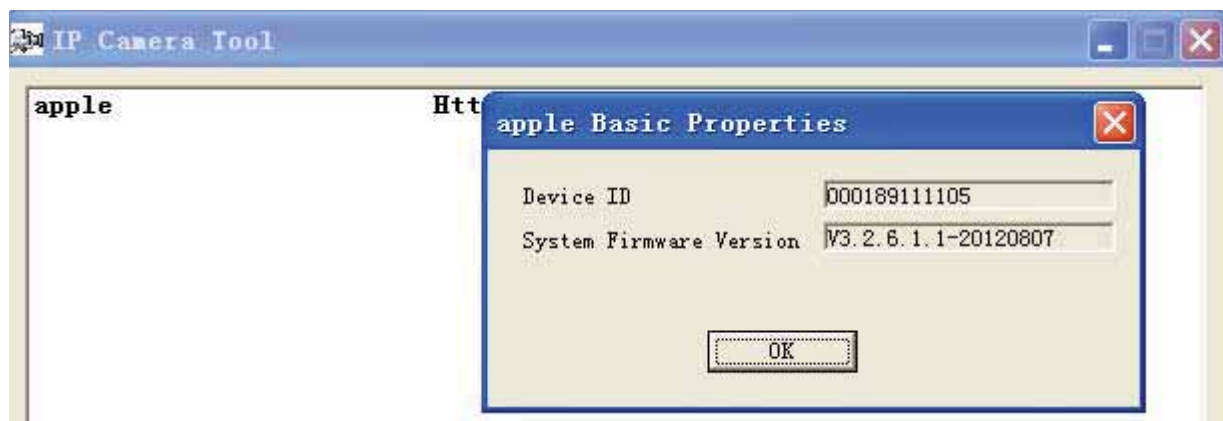 IP Camera Tool
apple Htt
apple Basic Properties
Device ID 000189111105
System Firmware Version V3.2.6.1.1-20120807
OK